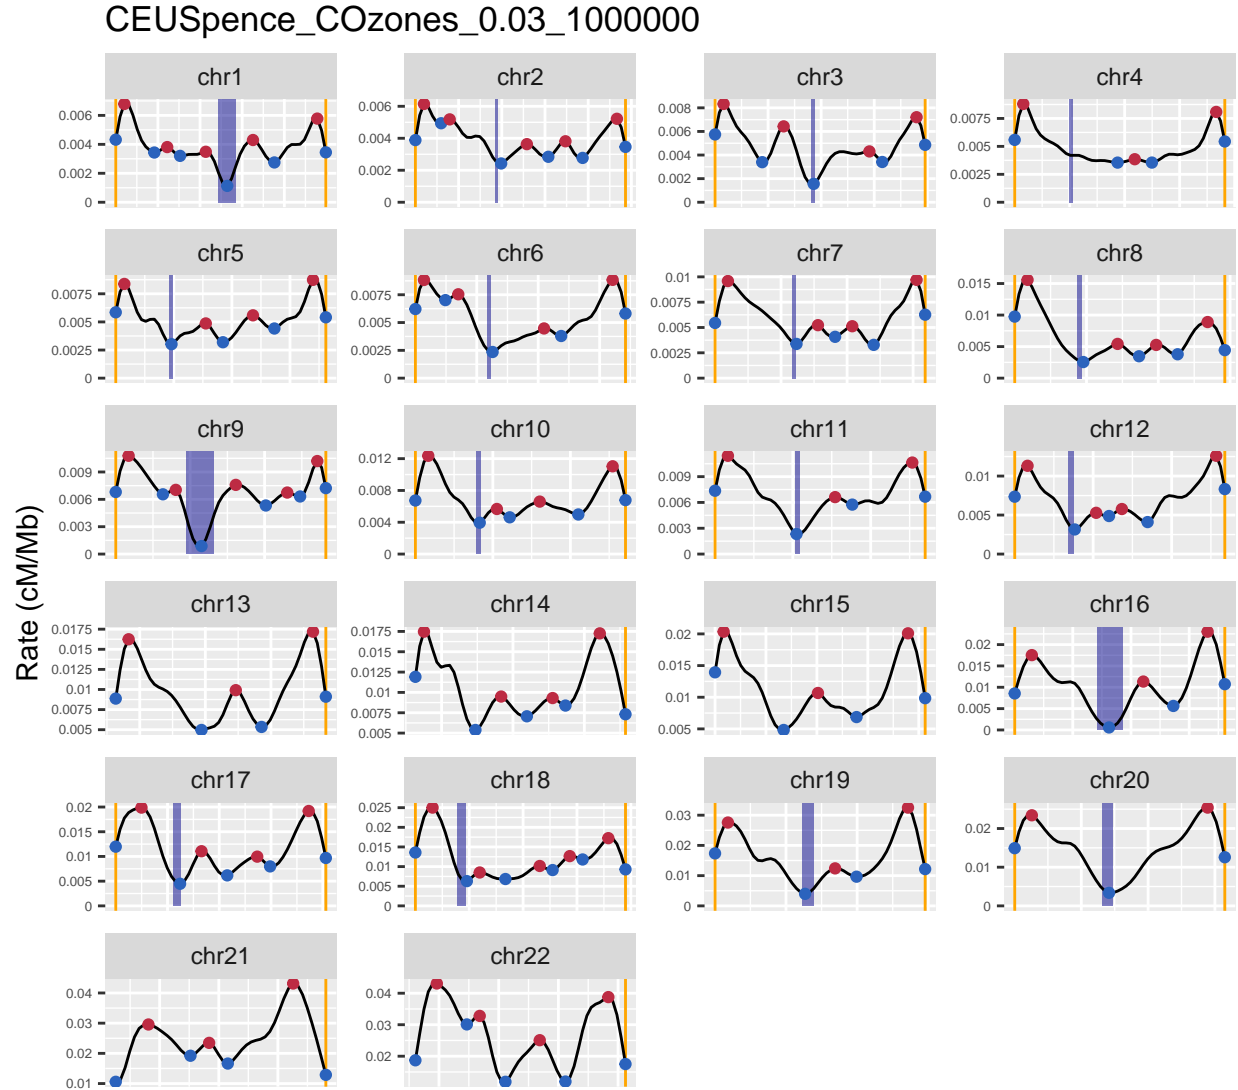 CEUSpence_COzones_0.03_1000000
chr1 chr2 chr3 chr4
0.006 0.004 0.002 0
0.006 0.004 0.002 0
0.008 0.006 0.004 0.002 0
0.0075 0.005 0.0025 0
chr5 chr6 chr7 chr8
0.0075 0.005 0.0025 0
0.0075 0.005 0.0025 0
0.01 0.0075 0.005 0.0025 0
0.015 0.01 0.005 0
chr9 chr10 chr11 chr12
0.009 0.006 0.003 0
0.012 0.008 0.004 0
0.009 0.006 0.003 0
0.01 0.005 0
Rate (cM/Mb)
chr13 chr14 chr15 chr16
0.0175 0.015 0.0125 0.01 0.0075 0.005
0.0175 0.015 0.0125 0.01 0.0075 0.005
0.02 0.015 0.01 0.005
0.02 0.015 0.01 0.005 0
chr17 chr18 chr19 chr20
0.02 0.015 0.01 0.005 0
0.025 0.02 0.015 0.01 0.005 0
0.03 0.02 0.01 0
0.02 0.01 0
chr21 chr22
0.04 0.03 0.02 0.01
0.04 0.03 0.02